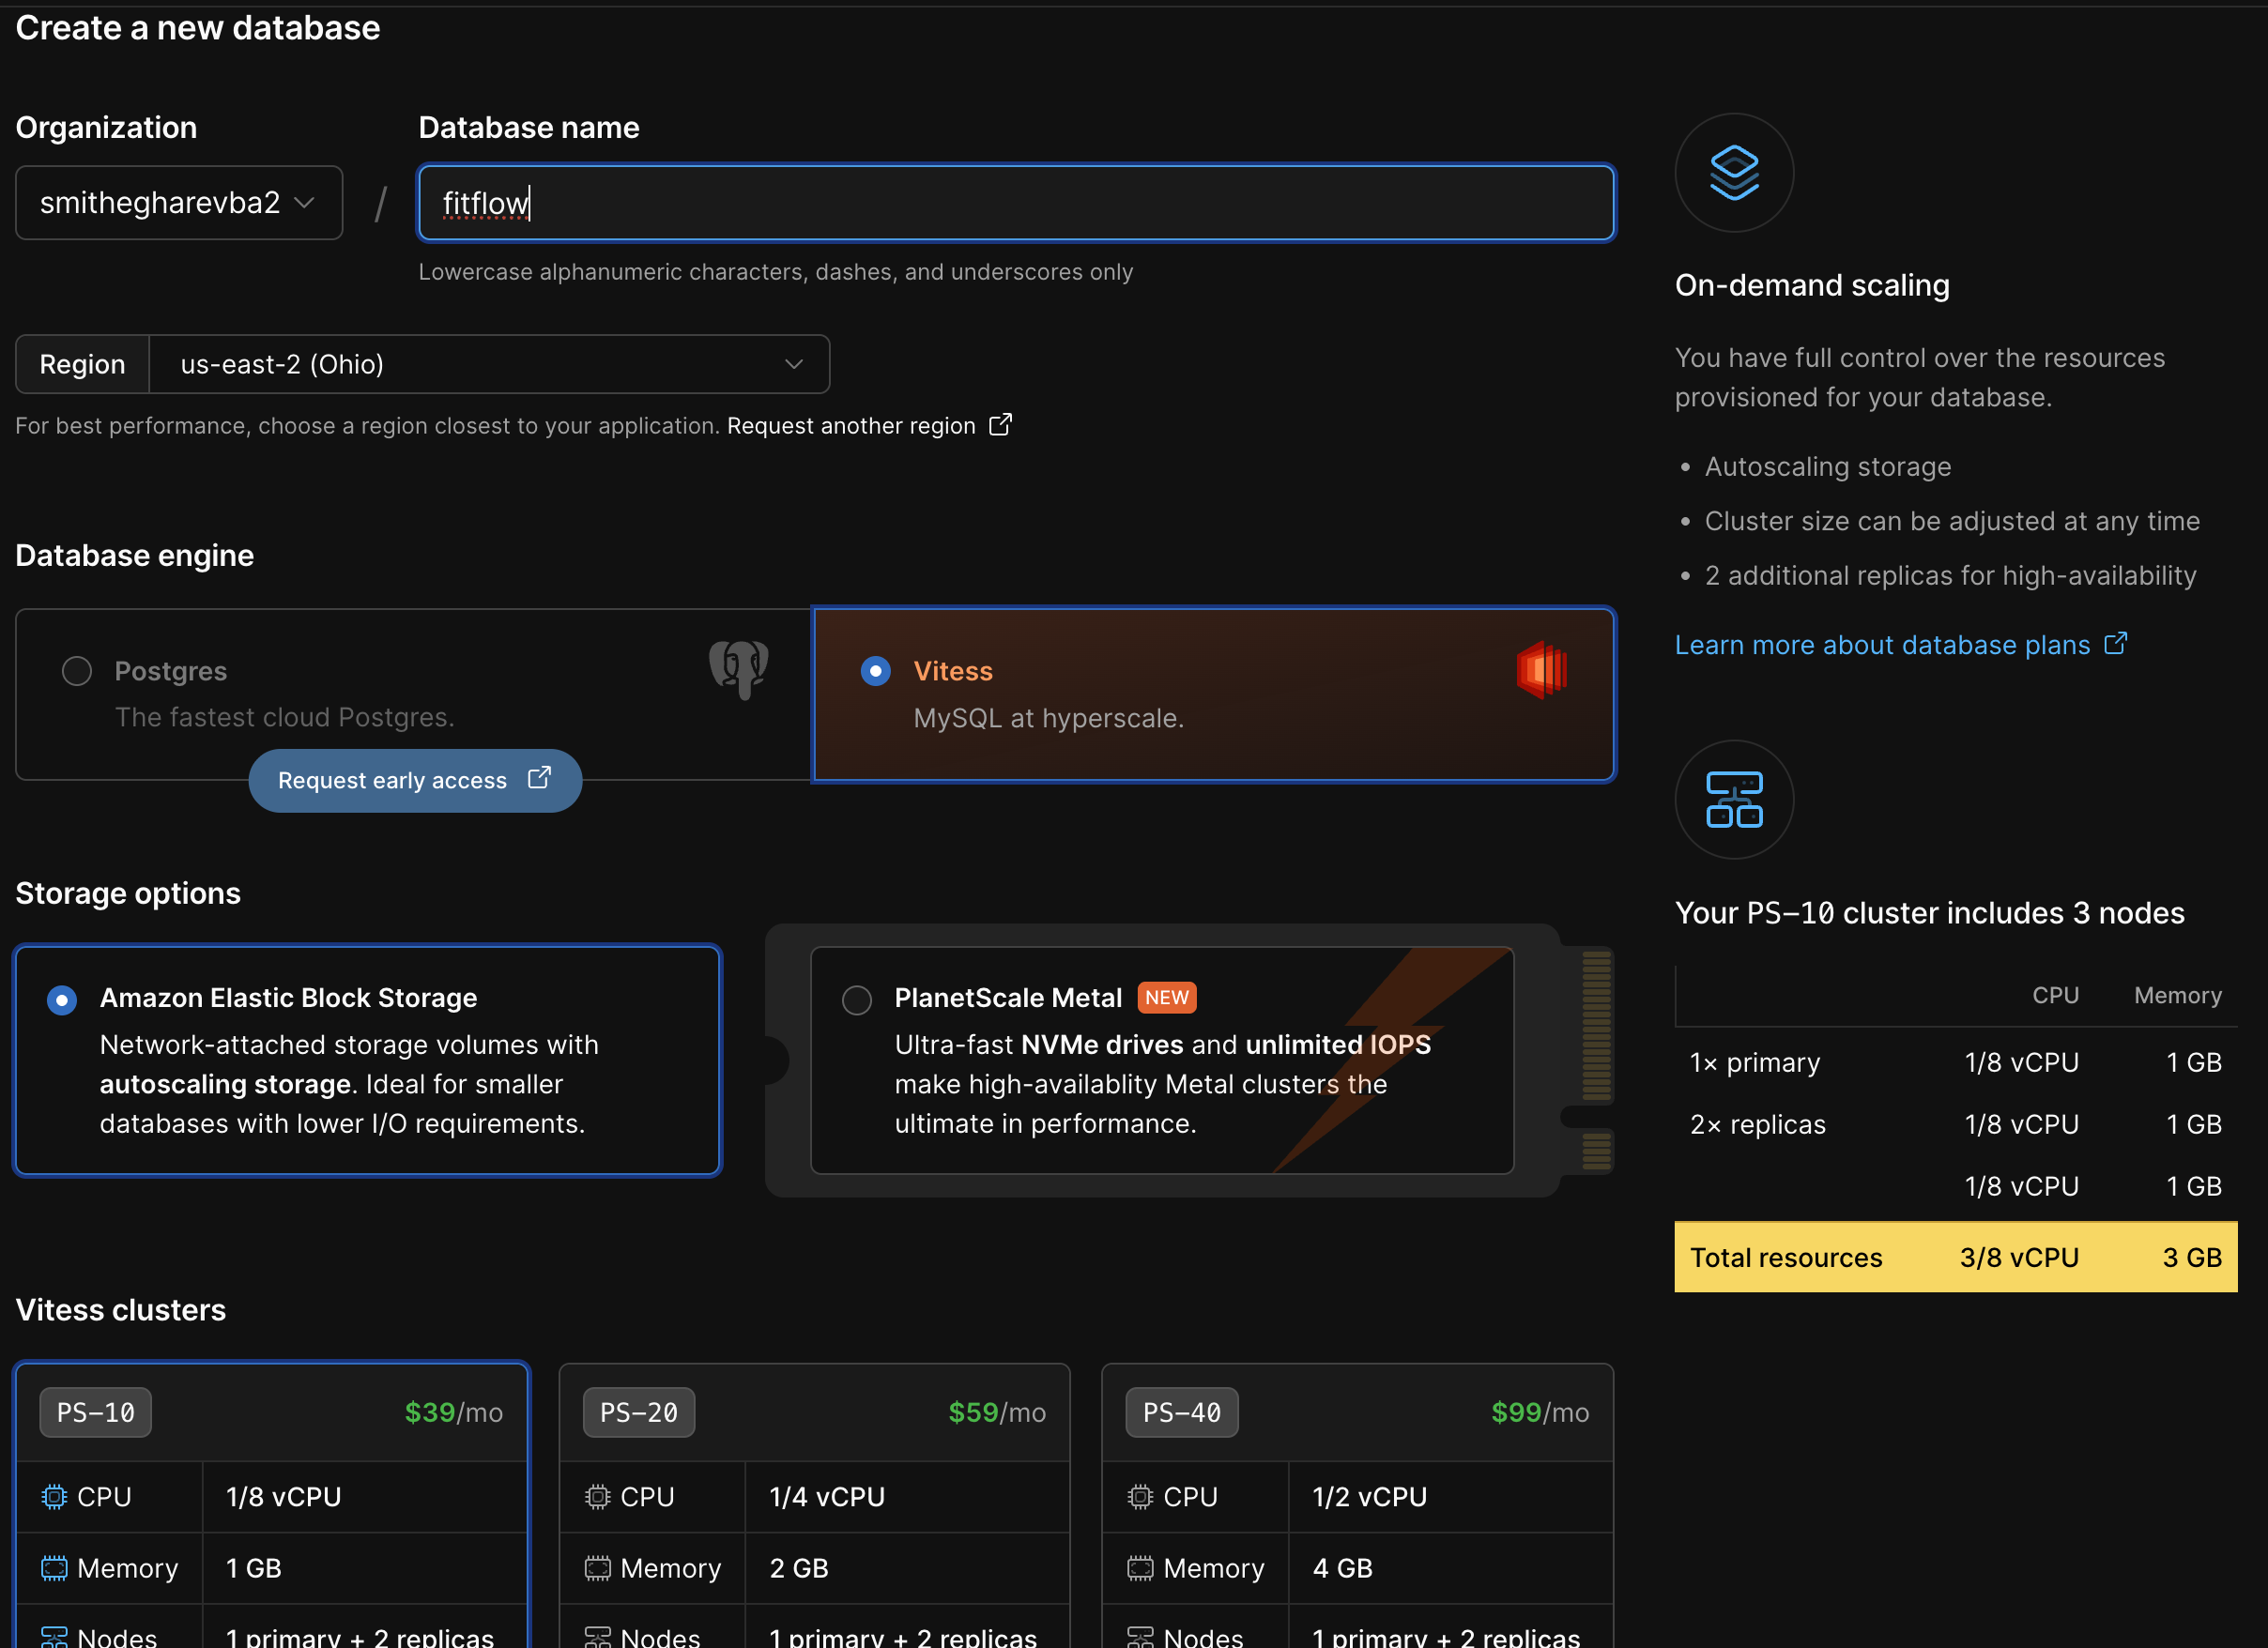 Create a new database
Organization
Database name
smithegharevba2
/
fitflow
Lowercase alphanumeric characters, dashes, and underscores only
Region
us-east-2 (Ohio)
For best performance, choose a region closest to your application. Request another region
Database engine
Postgres
The fastest cloud Postgres.
Request early access
Vitess
MySQL at hyperscale.
Storage options
Amazon Elastic Block Storage
Network-attached storage volumes with
autoscaling storage. Ideal for smaller
databases with lower I/O requirements.
PlanetScale Metal NEW
Ultra-fast NVMe drives and unlimited IOPS
make high-availablity Metal clusters the
ultimate in performance.
Vitess clusters
PS-10 $39/mo
CPU 1/8 vCPU
Memory 1 GB
Nodes 1 primary + 2 replicas
PS-20 $59/mo
CPU 1/4 vCPU
Memory 2 GB
Nodes 1 primary + 2 replicas
PS-40 $99/mo
CPU 1/2 vCPU
Memory 4 GB
Nodes 1 primary + 2 replicas
On-demand scaling
You have full control over the resources
provisioned for your database.
• Autoscaling storage
• Cluster size can be adjusted at any time
• 2 additional replicas for high-availability
Learn more about database plans
Your PS-10 cluster includes 3 nodes
CPU Memory
1× primary 1/8 vCPU 1 GB
2× replicas 1/8 vCPU 1 GB
1/8 vCPU 1 GB
Total resources 3/8 vCPU 3 GB